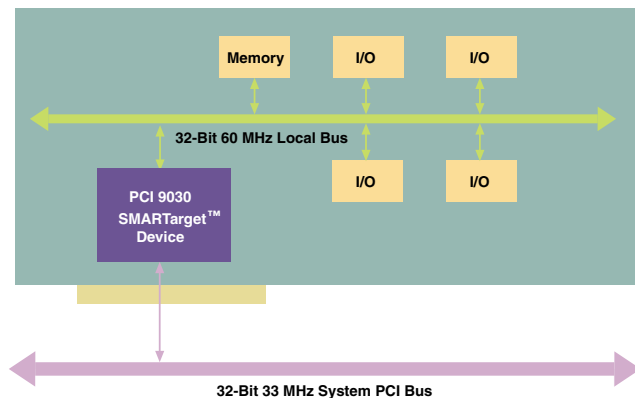 Memory
I/O
I/O
32-Bit 60 MHz Local Bus
I/O
I/O
PCI 9030
SMARTarget™
Device
32-Bit 33 MHz System PCI Bus